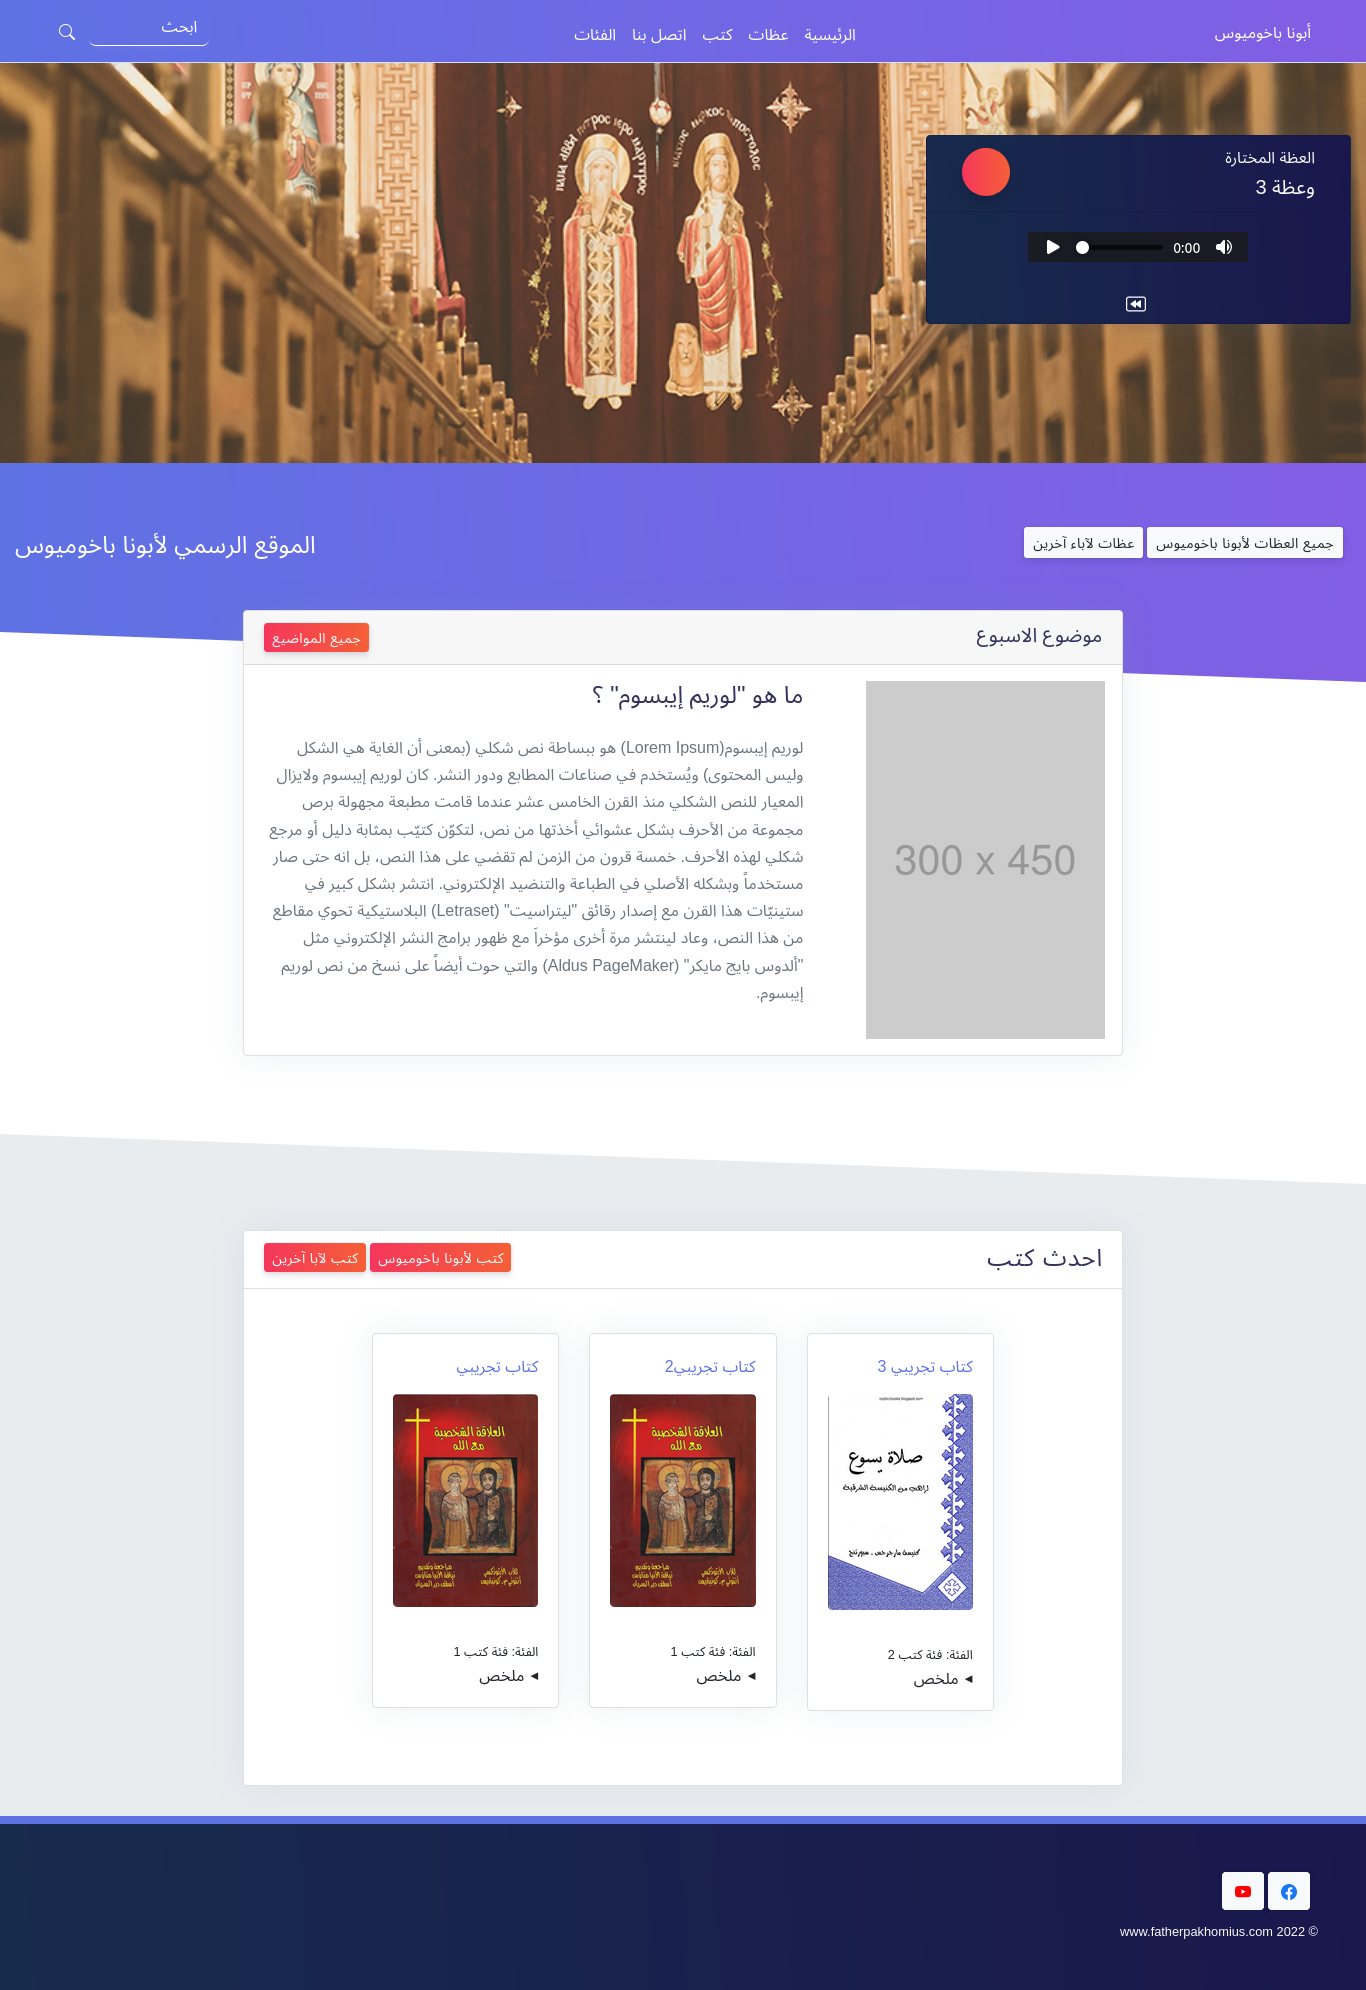 أبونا باخوميوس
الرئيسية
عظات
كتب
اتصل بنا
الفئات
ابحث
العظة المختارة
وعظة 3
0:00
جميع العظات لأبونا باخوميوس
عظات لآباء آخرين
الموقع الرسمي لأبونا باخوميوس
موضوع الاسبوع
جميع المواضيع
300 x 450
ما هو "لوريم إيبسوم" ؟
لوريم إيبسوم(Lorem Ipsum) هو ببساطة نص شكلي (بمعنى أن الغاية هي الشكل
وليس المحتوى) ويُستخدم في صناعات المطابع ودور النشر. كان لوريم إيبسوم ولايزال
المعيار للنص الشكلي منذ القرن الخامس عشر عندما قامت مطبعة مجهولة برص
مجموعة من الأحرف بشكل عشوائي أخذتها من نص، لتكوّن كتيّب بمثابة دليل أو مرجع
شكلي لهذه الأحرف. خمسة قرون من الزمن لم تقضي على هذا النص، بل انه حتى صار
مستخدماً وبشكله الأصلي في الطباعة والتنضيد الإلكتروني. انتشر بشكل كبير في
ستينيّات هذا القرن مع إصدار رقائق "ليتراسيت" (Letraset) البلاستيكية تحوي مقاطع
من هذا النص، وعاد لينتشر مرة أخرى مؤخراَ مع ظهور برامج النشر الإلكتروني مثل
"ألدوس بايج مايكر" (Aldus PageMaker) والتي حوت أيضاً على نسخ من نص لوريم
إيبسوم.
احدث كتب
كتب لأبونا باخوميوس
كتب لآبا آخرين
كتاب تجريبي 3
صلاة يسوع
لراهب من الكنيسة الشرقية
كنيسة مارجرجس - سبورتنج
الفئة: فئة كتب 2
◂ ملخص
كتاب تجريبي2
العلاقة الشخصية
مع الله
الفئة: فئة كتب 1
◂ ملخص
كتاب تجريبي
العلاقة الشخصية
مع الله
الفئة: فئة كتب 1
◂ ملخص
© 2022 www.fatherpakhomius.com